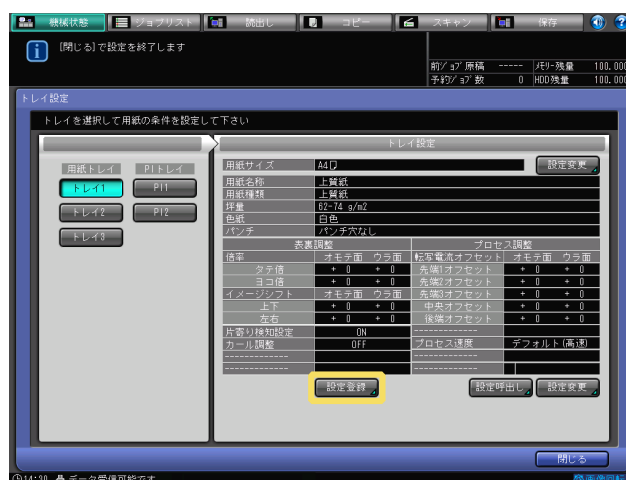 機械状態 ジョブリスト 読出し コピー スキャン 保存
[閉じる]で設定を終了します
前ｼﾞｮﾌﾞ原稿 ----- ﾒﾓﾘｰ残量 100.000
予約ｼﾞｮﾌﾞ数 0 HDD残量 100.000
トレイ設定
トレイを選択して用紙の条件を設定して下さい
トレイ設定
用紙トレイ PIトレイ
トレイ1 PI1
トレイ2 PI2
トレイ3
用紙サイズ A4 設定変更
用紙名称 上質紙
用紙種類 上質紙
坪量 62-74 g/m2
色紙 白色
パンチ パンチ穴なし
表裏調整 プロセス調整
倍率 オモテ面 ウラ面 転写電流オフセット オモテ面 ウラ面
タテ倍 + 0 + 0 先端1オフセット + 0 + 0
ヨコ倍 + 0 + 0 先端2オフセット + 0 + 0
イメージシフト オモテ面 ウラ面 先端3オフセット + 0 + 0
上下 + 0 + 0 中央オフセット + 0 + 0
左右 + 0 + 0 後端オフセット + 0 + 0
片寄り検知設定 ON -------------
カール調整 OFF プロセス速度 デフォルト(高速)
------------- -------------
------------- -------------
設定登録 設定呼出し 設定変更
閉じる
14:30 データ受信可能です 画像回転